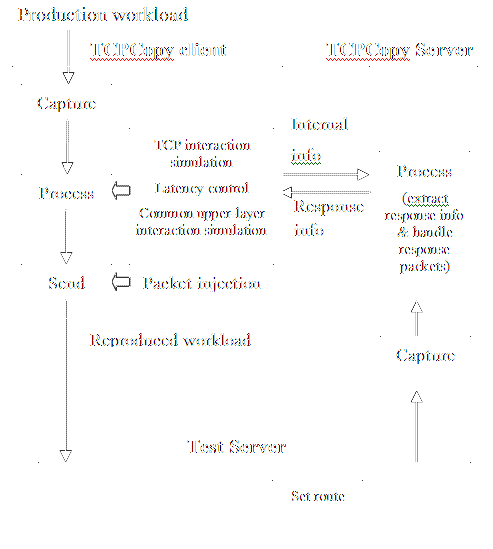 Production workload
TCPCopy client
TCPCopy Server
Capture
Internal
info
TCP interaction
simulation
Process
Process
Latency control
(extract
response info
& handle
response
packets)
Response
info
Common upper layer
interaction simulation
Send
Packet injection
Reproduced workload
Capture
Test Server
Set route